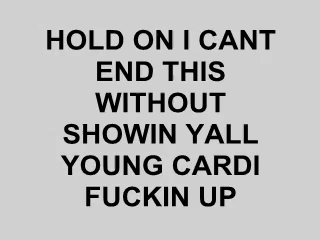 HOLD ON I CANT
END THIS
WITHOUT
SHOWIN YALL
YOUNG CARDI
FUCKIN UP